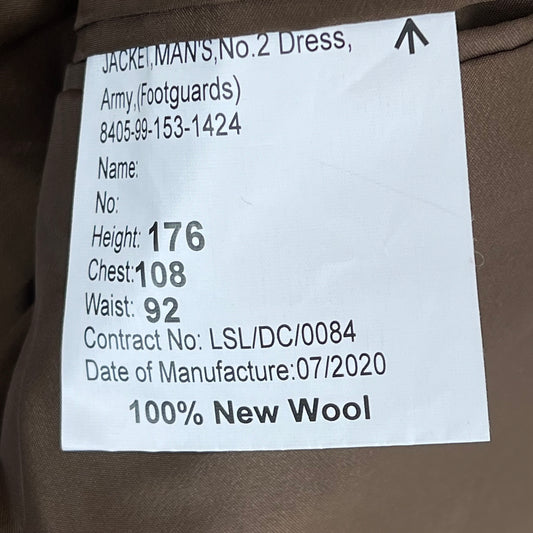 JACKET,MAN'S,No.2 Dress,
Army,(Footguards)
8405-99-153-1424
Name:
No:
Height: 176
Chest:108
Waist: 92
Contract No: LSL/DC/0084
Date of Manufacture:07/2020
100% New Wool